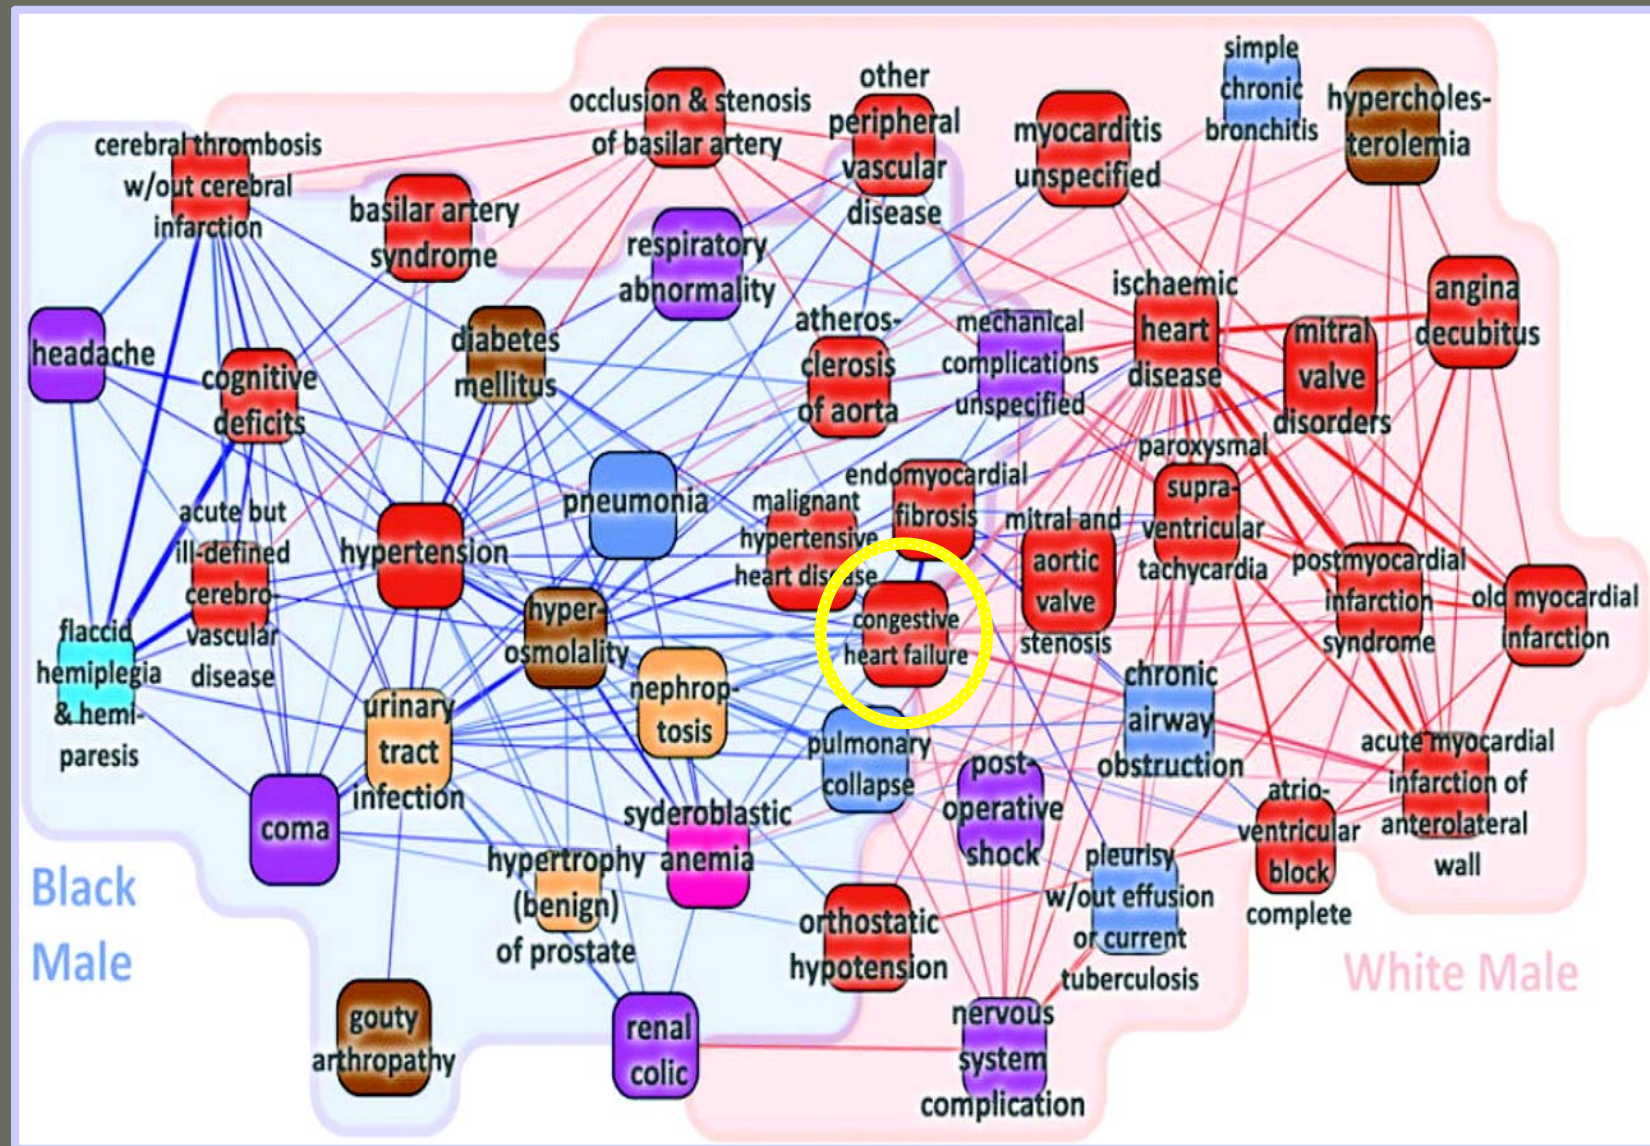 simple
chronic
bronchitis
other
peripheral
vascular
disease
occlusion & stenosis
of basilar artery
myocarditis
unspecified
hypercholes-
terolemia
cerebral thrombosis
w/out cerebral
infarction
basilar artery
syndrome
respiratory
abnormality
ischaemic
heart
disease
angina
decubitus
mitral
valve
disorders
headache
diabetes
mellitus
atheros-
clerosis
of aorta
mechanical
complications
unspecified
cognitive
deficits
paroxysmal
supra-
ventricular
tachycardia
pneumonia
endomyocardial
fibrosis
malignant
hypertensive
heart disease
mitral and
aortic
valve
stenosis
acute but
ill-defined
cerebro-
vascular
disease
hypertension
postmyocardial
infarction
syndrome
old myocardial
infarction
hyper-
osmolality
congestive
heart failure
flaccid
hemiplegia
& hemi-
paresis
nephrop-
tosis
chronic
airway
obstruction
urinary
tract
infection
pulmonary
collapse
post-
operative
shock
acute myocardial
infarction of
anterolateral
wall
atrio-
ventricular
block
complete
coma
syderoblastic
anemia
hypertrophy
(benign)
of prostate
pleurisy
w/out effusion
or current
tuberculosis
orthostatic
hypotension
Black
Male
White Male
gouty
arthropathy
renal
colic
nervous
system
complication